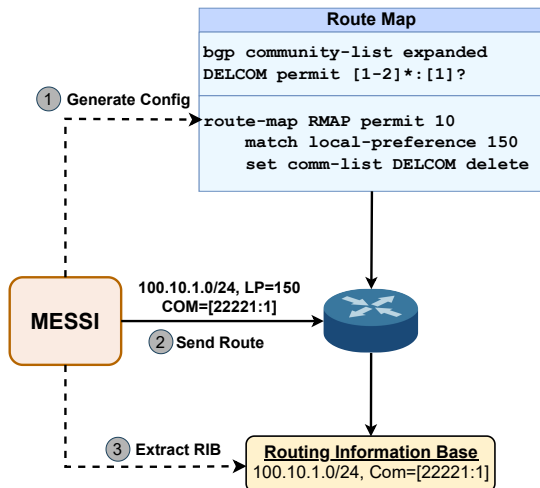 Route Map
bgp community-list expanded
DELCOM permit [1-2]*:[1]?
route-map RMAP permit 10
match local-preference 150
set comm-list DELCOM delete
1 Generate Config
MESSI
100.10.1.0/24, LP=150
COM=[22221:1]
2 Send Route
3 Extract RIB
Routing Information Base
100.10.1.0/24, Com=[22221:1]